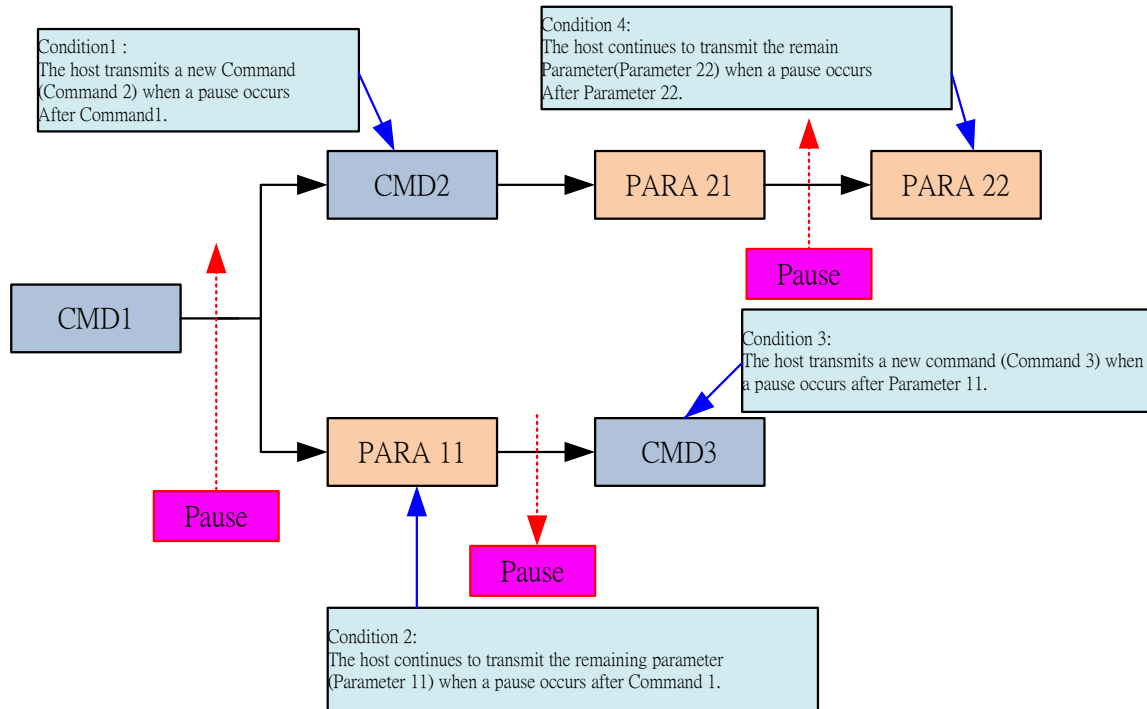 Condition1 :
The host transmits a new Command
(Command 2) when a pause occurs
After Command1.
Condition 4:
The host continues to transmit the remain
Parameter(Parameter 22) when a pause occurs
After Parameter 22.
CMD2
PARA 21
PARA 22
Pause
CMD1
Condition 3:
The host transmits a new command (Command 3) when
a pause occurs after Parameter 11.
PARA 11
CMD3
Pause
Pause
Condition 2:
The host continues to transmit the remaining parameter
(Parameter 11) when a pause occurs after Command 1.